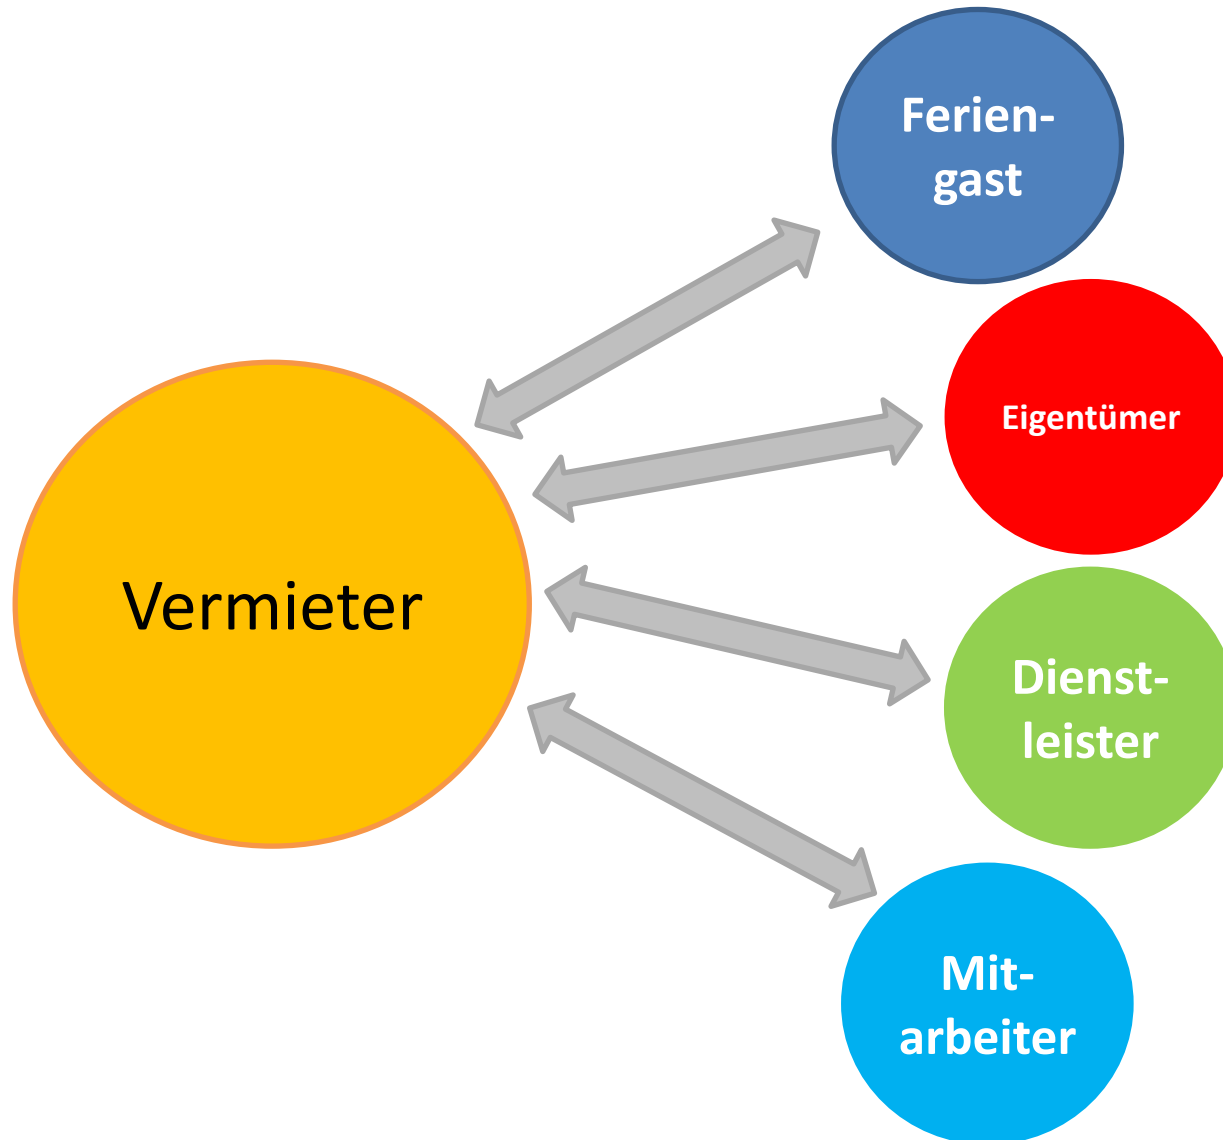 Ferien-
gast
Eigentümer
Vermieter
Dienst-
leister
Mit-
arbeiter